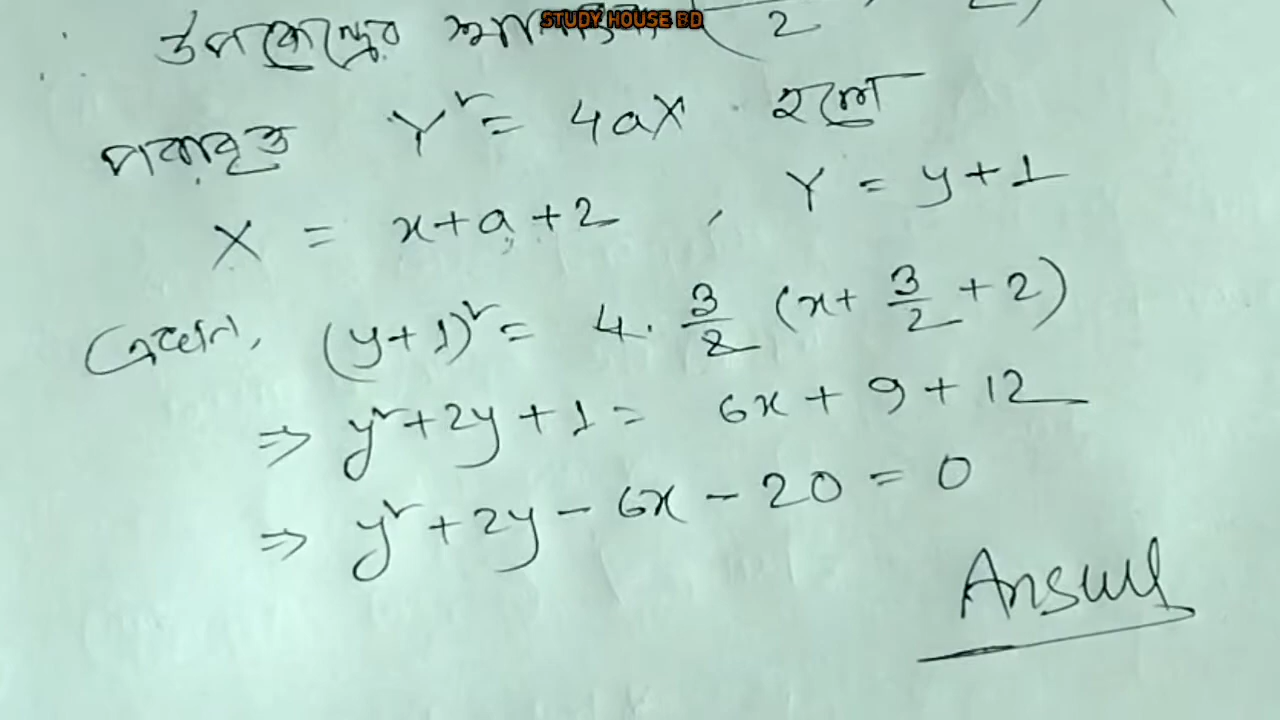 STUDY HOUSE BD
উপকেন্দ্রের
পরাবৃত্ত Y² = 4aX হলে
X = x+a+2 , Y = y+1
(y+1)² = 4. 3/2 (x+ 3/2 +2)
⇒ y²+2y+1 = 6x+9+12
⇒ y²+2y-6x-20 = 0
Answer